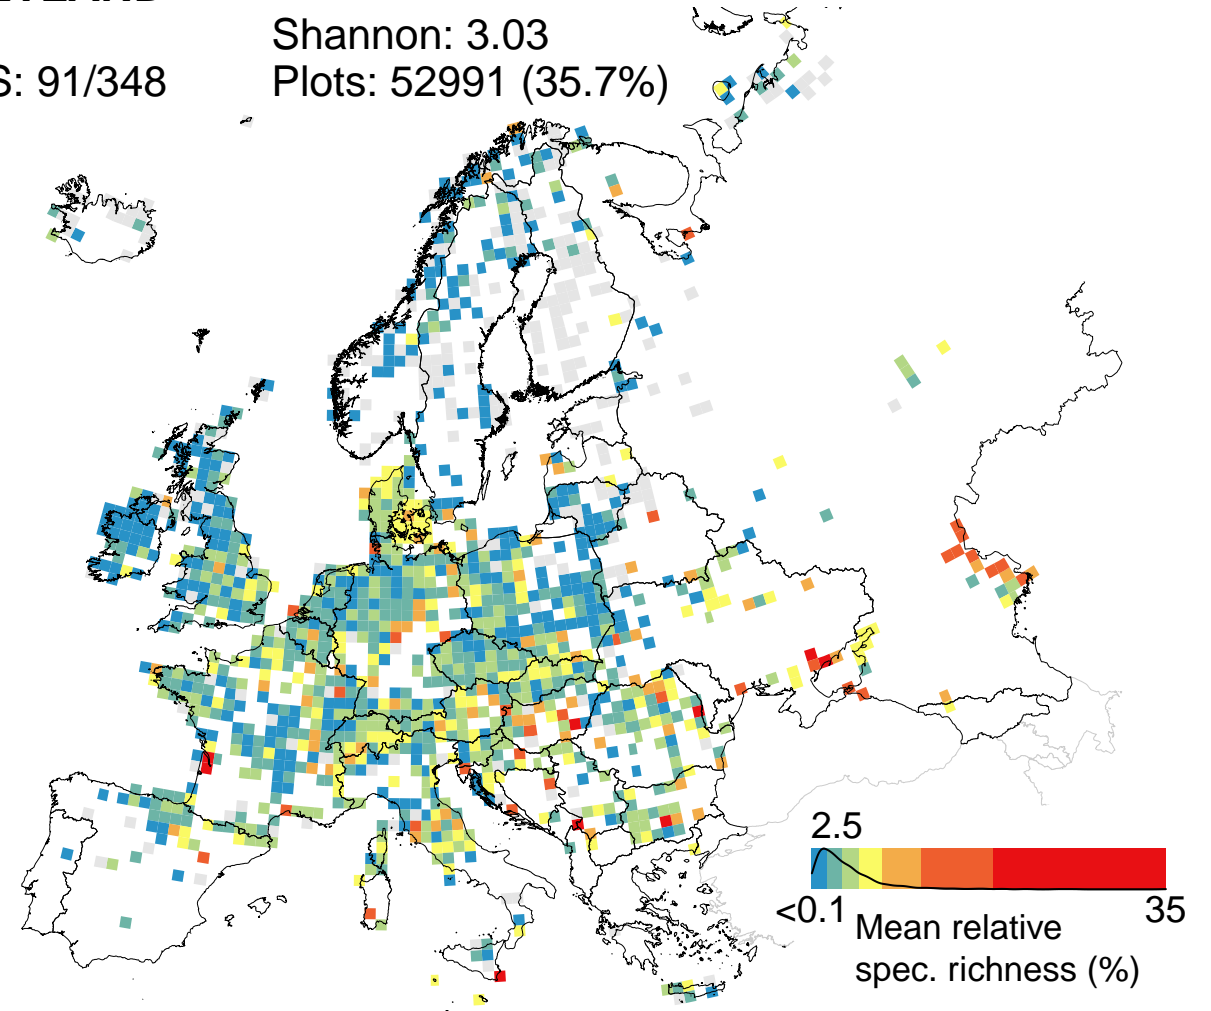 Shannon: 3.03
S: 91/348
Plots: 52991 (35.7%)
2.5
<0.1
35
Mean relative
spec. richness (%)